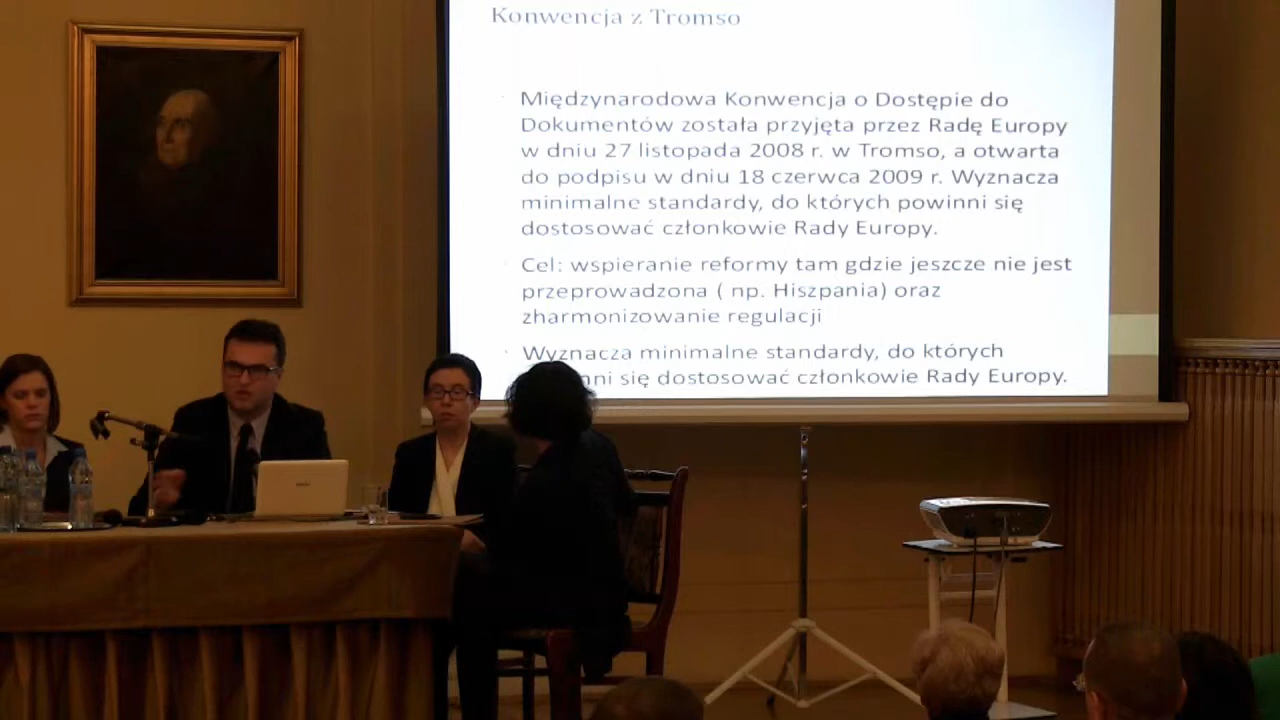 Konwencja z Tromso
Międzynarodowa Konwencja o Dostępie do
Dokumentów została przyjęta przez Radę Europy
w dniu 27 listopada 2008 r. w Tromso, a otwarta
do podpisu w dniu 18 czerwca 2009 r. Wyznacza
minimalne standardy, do których powinni się
dostosować członkowie Rady Europy.
Cel: wspieranie reformy tam gdzie jeszcze nie jest
przeprowadzona ( np. Hiszpania) oraz
zharmonizowanie regulacji
Wyznacza minimalne standardy, do których
się dostosować członkowie Rady Europy.